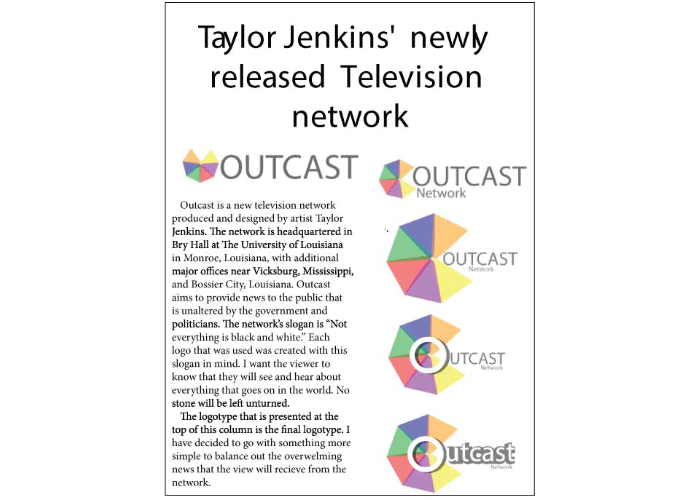 Taylor Jenkins' newly
released Television
network
OUTCAST
Outcast is a new television network
produced and designed by artist Taylor
Jenkins. The network is headquartered in
Bry Hall at The University of Louisiana
in Monroe, Louisiana, with additional
major offices near Vicksburg, Mississippi,
and Bossier City, Louisiana. Outcast
aims to provide news to the public that
is unaltered by the government and
politicians. The network's slogan is “Not
everything is black and white.” Each
logo that was used was created with this
slogan in mind. I want the viewer to
know that they will see and hear about
everything that goes on in the world. No
stone will be left unturned.
The logotype that is presented at the
top of this column is the final logotype. I
have decided to go with something more
simple to balance out the overwelming
news that the view will recieve from the
network.
OUTCAST
Network
OUTCAST
Network
OUTCAST
Network
Outcast
Network